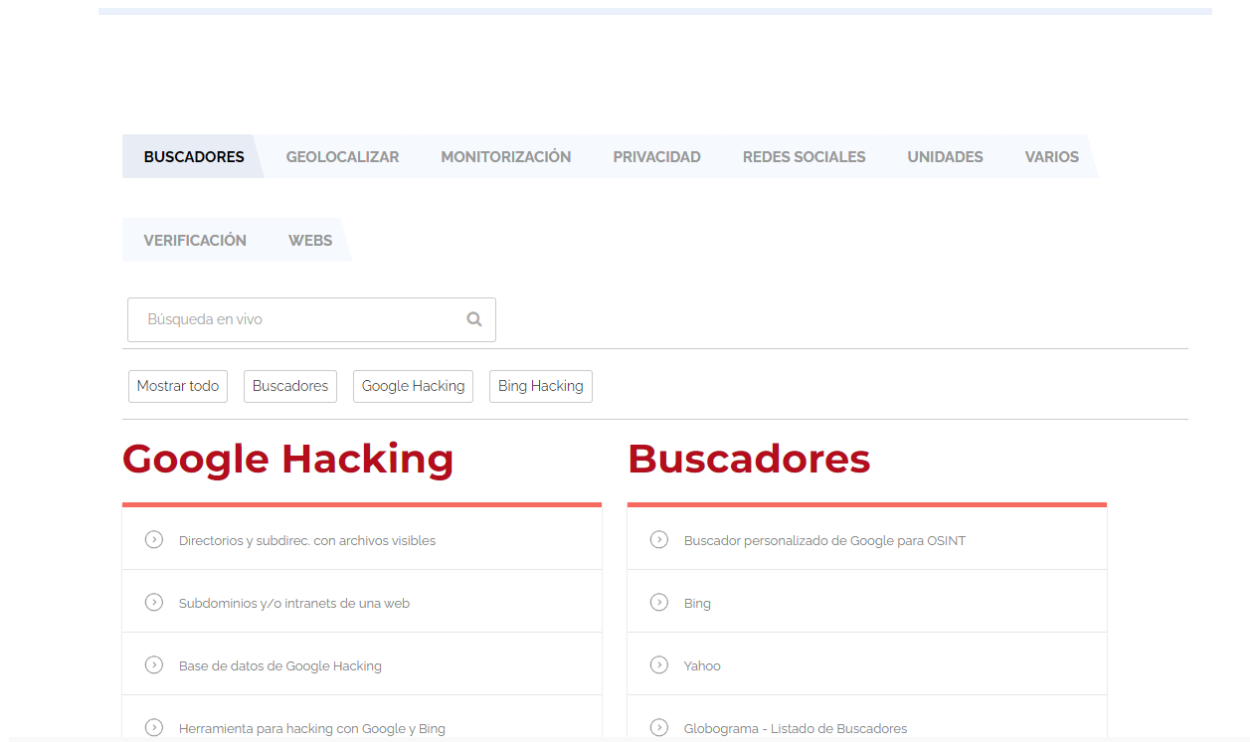 BUSCADORES GEOLOCALIZAR MONITORIZACIÓN PRIVACIDAD REDES SOCIALES UNIDADES VARIOS
VERIFICACIÓN WEBS
Búsqueda en vivo
Mostrar todo Buscadores Google Hacking Bing Hacking
Google Hacking
Directorios y subdirec. con archivos visibles
Subdominios y/o intranets de una web
Base de datos de Google Hacking
Herramienta para hacking con Google y Bing
Buscadores
Buscador personalizado de Google para OSINT
Bing
Yahoo
Globograma - Listado de Buscadores